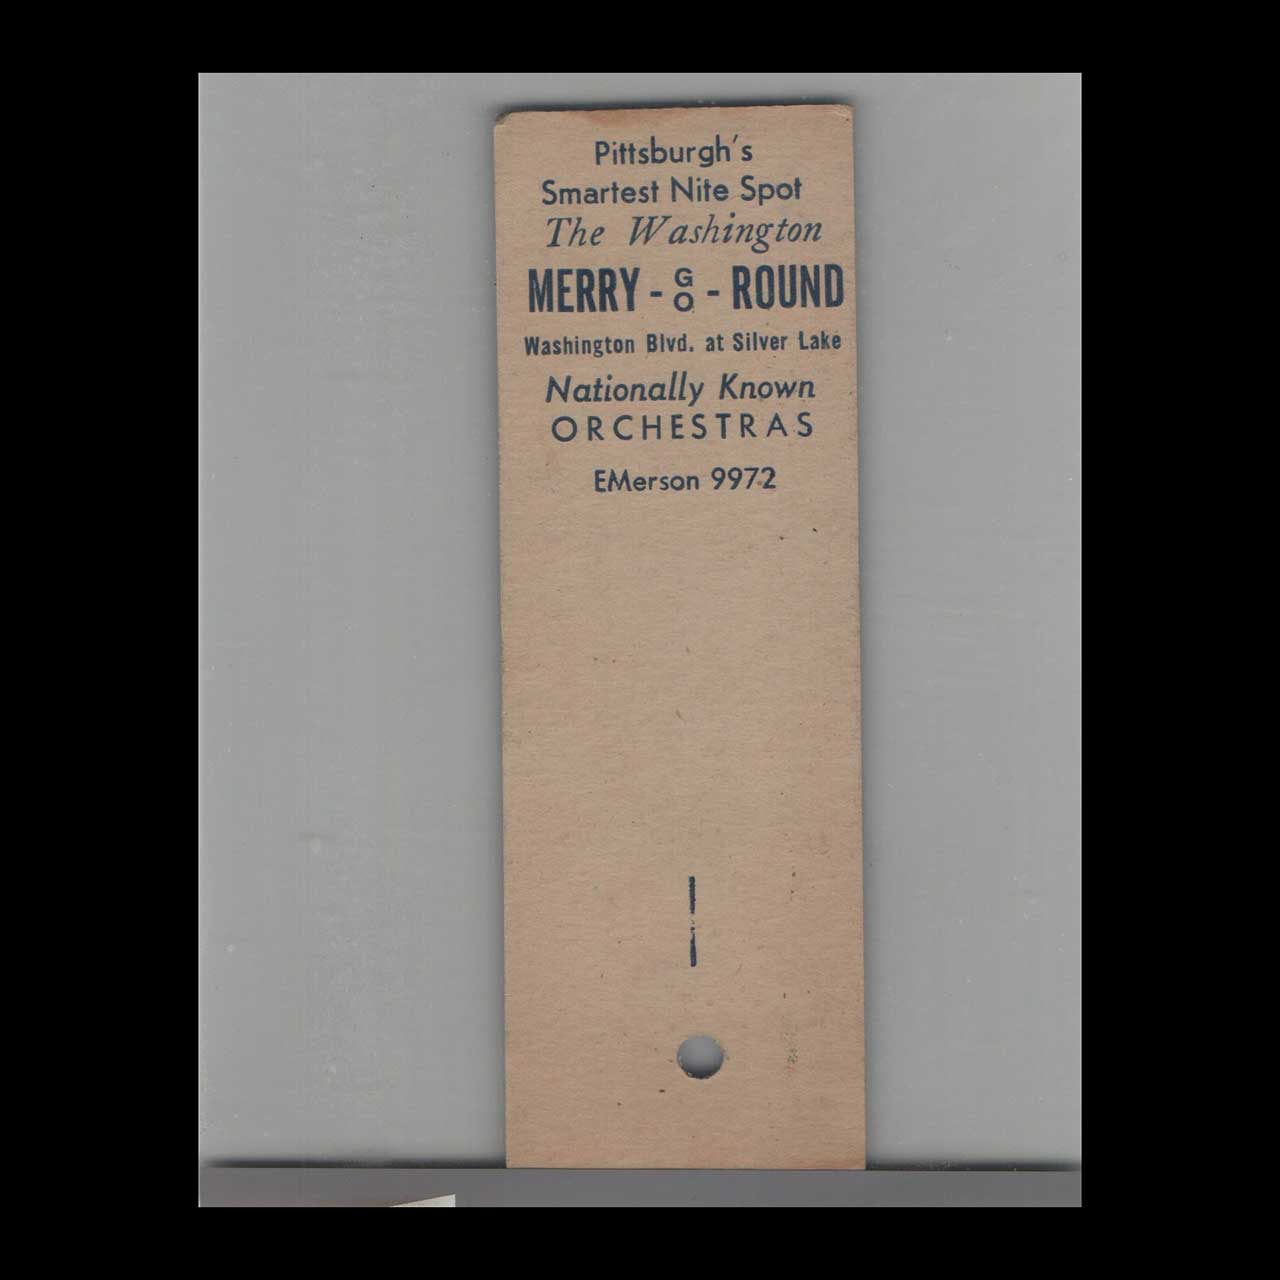 Pittsburgh's
Smartest Nite Spot
The Washington
MERRY - GO - ROUND
Washington Blvd. at Silver Lake
Nationally Known
ORCHESTRAS
EMerson 9972